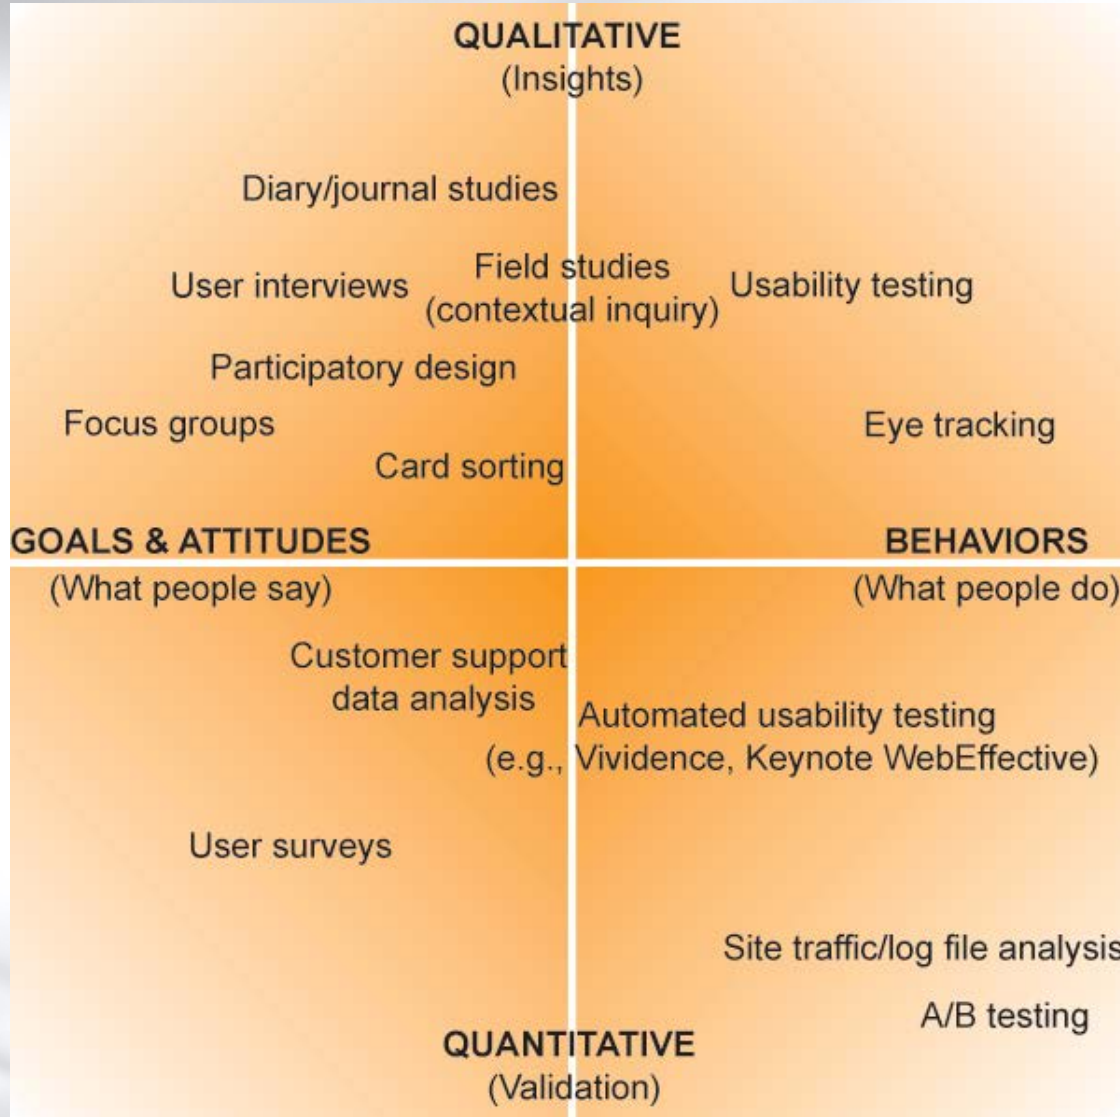 QUALITATIVE
(Insights)
Diary/journal studies
Field studies
(contextual inquiry)
User interviews
Usability testing
Participatory design
Focus groups
Eye tracking
Card sorting
GOALS & ATTITUDES
(What people say)
BEHAVIORS
(What people do)
Customer support
data analysis
Automated usability testing
(e.g., Vividence, Keynote WebEffective)
User surveys
Site traffic/log file analysis
A/B testing
QUANTITATIVE
(Validation)